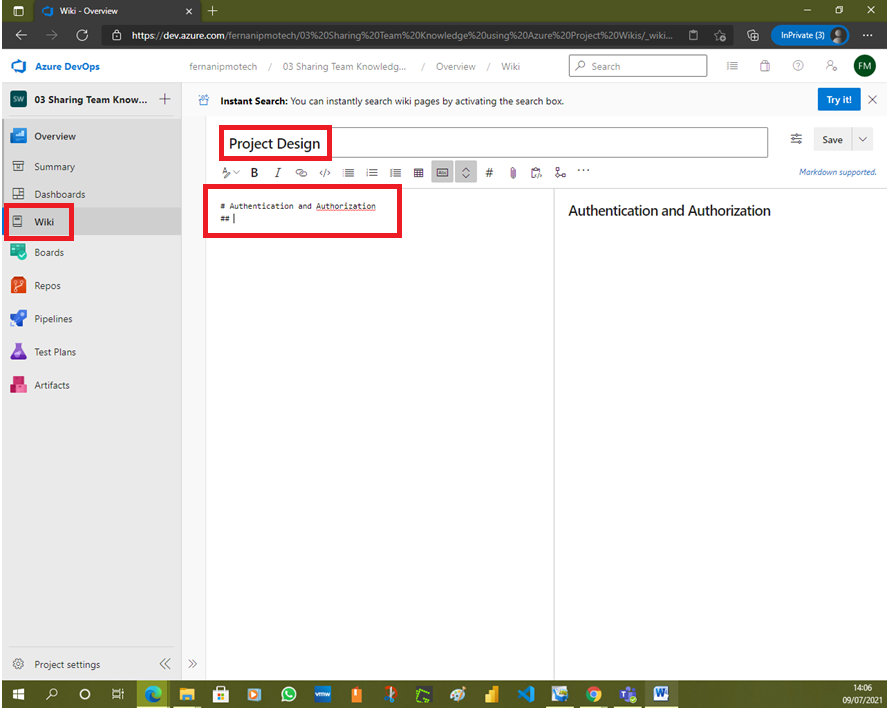 Wiki - Overview
https://dev.azure.com/fernanipmotech/03%20Sharing%20Team%20Knowledge%20using%20Azure%20Project%20Wikis/_wiki...
InPrivate (3)
Azure DevOps
fernanipmotech / 03 Sharing Team Knowledg... / Overview / Wiki
Search
FM
SW
03 Sharing Team Know...
Instant Search: You can instantly search wiki pages by activating the search box.
Try it!
Overview
Project Design
Save
Summary
B I </> # ...
Markdown supported.
Dashboards
Wiki
# Authentication and Authorization
##
Authentication and Authorization
Boards
Repos
Pipelines
Test Plans
Artifacts
Project settings
vmw
14:06
09/07/2021